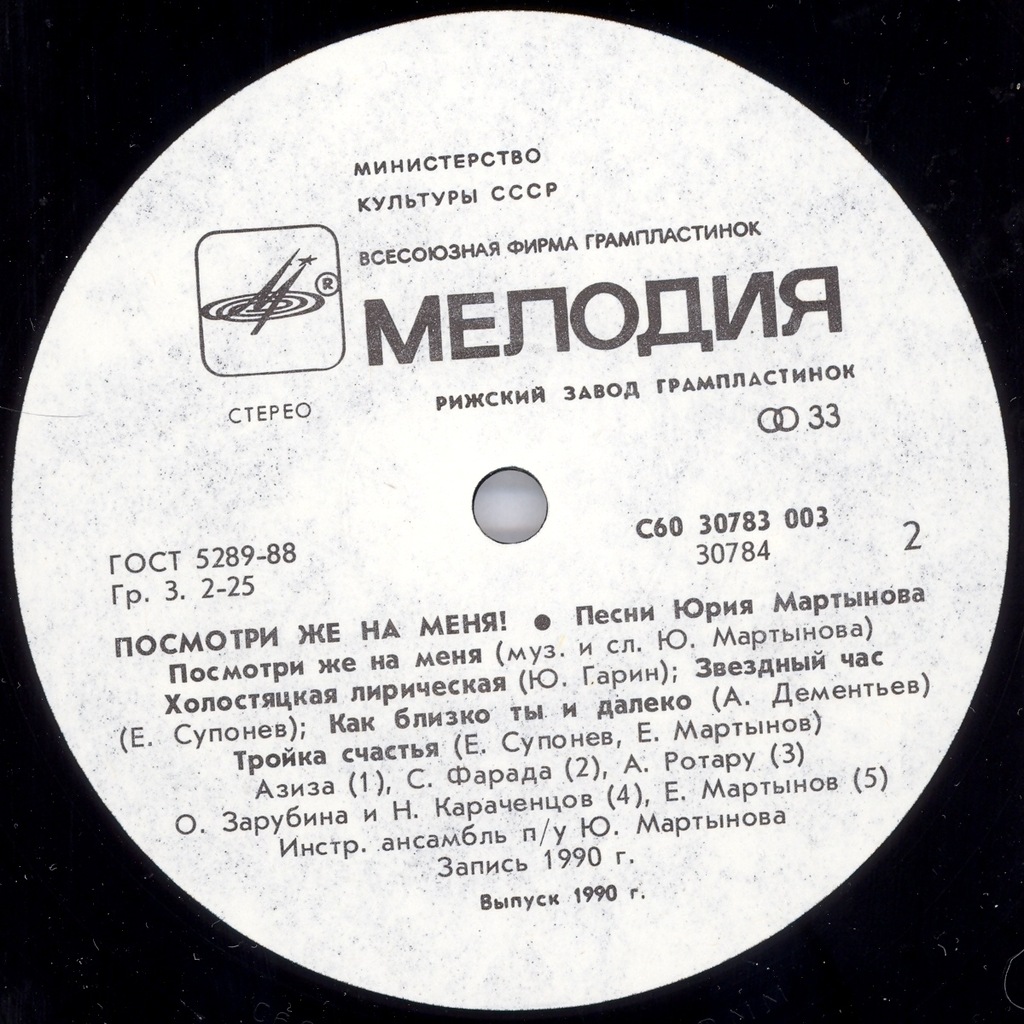 МИНИСТЕРСТВО
КУЛЬТУРЫ СССР
ВСЕСОЮЗНАЯ ФИРМА ГРАМПЛАСТИНОК
®
МЕЛОДИЯ
РИЖСКИЙ ЗАВОД ГРАМПЛАСТИНОК
СТЕРЕО
33
С60 30783 003
30784
2
ГОСТ 5289-88
Гр. 3. 2-25
ПОСМОТРИ ЖЕ НА МЕНЯ! ● Песни Юрия Мартынова
Посмотри же на меня (муз. и сл. Ю. Мартынова)
Холостяцкая лирическая (Ю. Гарин); Звездный час
(Е. Супонев); Как близко ты и далеко (А. Дементьев)
Тройка счастья (Е. Супонев, Е. Мартынов)
Азиза (1), С. Фарада (2), А. Ротару (3)
О. Зарубина и Н. Караченцов (4), Е. Мартынов (5)
Инстр. ансамбль п/у Ю. Мартынова
Запись 1990 г.
Выпуск 1990 г.